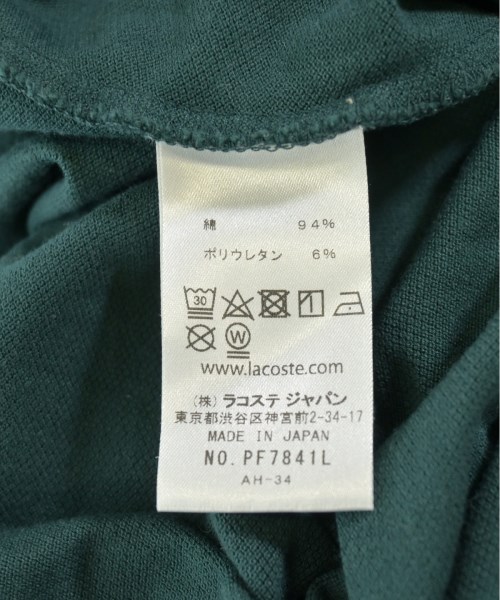 綿 94%
ポリウレタン 6%
30
W
www.lacoste.com
(株) ラコステ ジャパン
東京都渋谷区神宮前2-34-17
MADE IN JAPAN
NO. PF7841L
AH-34